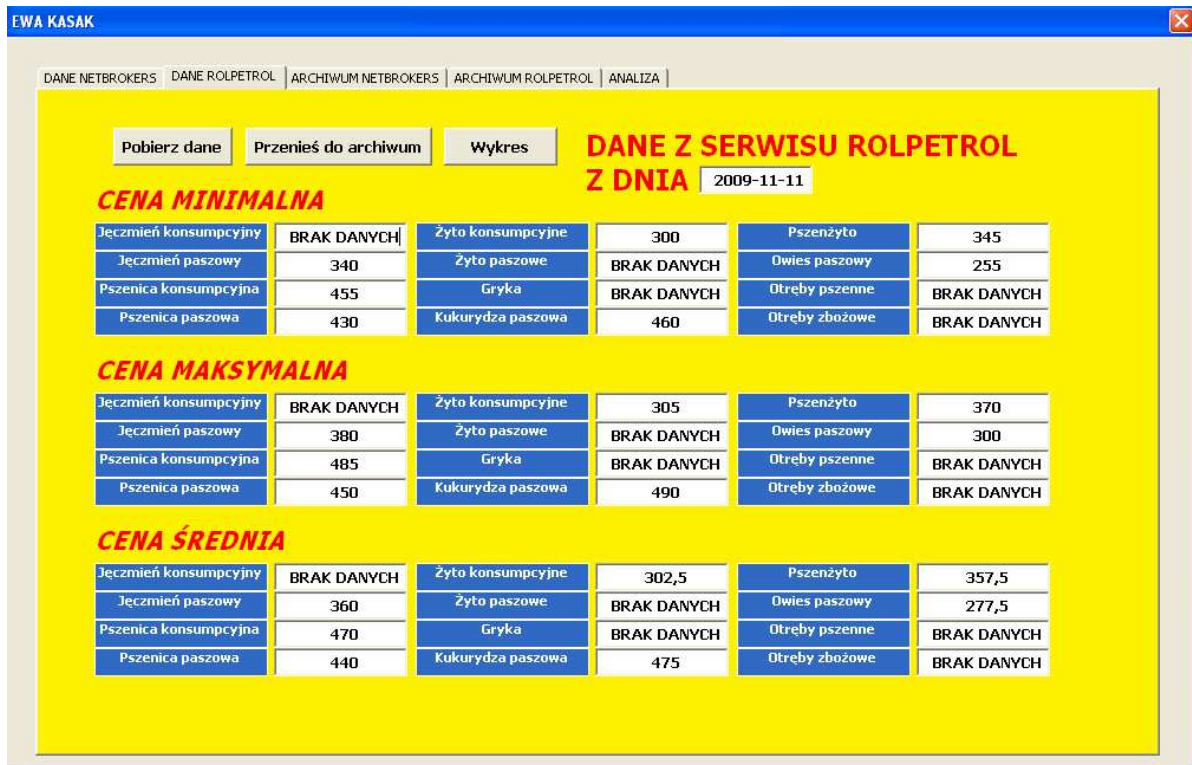 EWA KASAK
DANE NETBROKERS DANE ROLPETROL ARCHIWUM NETBROKERS ARCHIWUM ROLPETROL ANALIZA
Pobierz dane Przenieś do archiwum Wykres DANE Z SERWISU ROLPETROL
Z DNIA 2009-11-11
CENA MINIMALNA
Jęczmień konsumpcyjny BRAK DANYCH Żyto konsumpcyjne 300 Pszenżyto 345
Jęczmień paszowy 340 Żyto paszowe BRAK DANYCH Owies paszowy 255
Pszenica konsumpcyjna 455 Gryka BRAK DANYCH Otręby pszenne BRAK DANYCH
Pszenica paszowa 430 Kukurydza paszowa 460 Otręby zbożowe BRAK DANYCH
CENA MAKSYMALNA
Jęczmień konsumpcyjny BRAK DANYCH Żyto konsumpcyjne 305 Pszenżyto 370
Jęczmień paszowy 380 Żyto paszowe BRAK DANYCH Owies paszowy 300
Pszenica konsumpcyjna 485 Gryka BRAK DANYCH Otręby pszenne BRAK DANYCH
Pszenica paszowa 450 Kukurydza paszowa 490 Otręby zbożowe BRAK DANYCH
CENA ŚREDNIA
Jęczmień konsumpcyjny BRAK DANYCH Żyto konsumpcyjne 302,5 Pszenżyto 357,5
Jęczmień paszowy 360 Żyto paszowe BRAK DANYCH Owies paszowy 277,5
Pszenica konsumpcyjna 470 Gryka BRAK DANYCH Otręby pszenne BRAK DANYCH
Pszenica paszowa 440 Kukurydza paszowa 475 Otręby zbożowe BRAK DANYCH